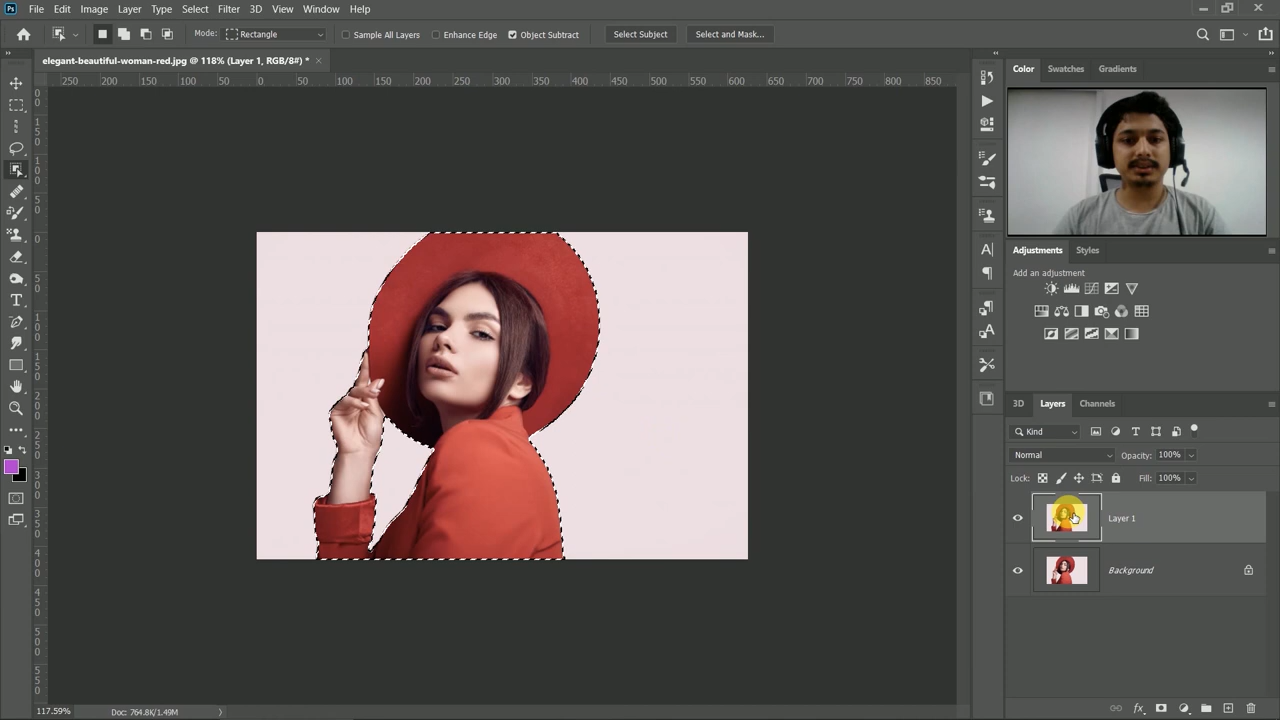 Ps File Edit Image Layer Type Select Filter 3D View Window Help
Mode: Rectangle Sample All Layers Enhance Edge Object Subtract Select Subject Select and Mask...
elegant-beautiful-woman-red.jpg @ 118% (Layer 1, RGB/8#) *
250 200 150 100 50 0 50 100 150 200 250 300 350 400 450 500 550 600 650 700 750 800 850
Color Swatches Gradients
Adjustments Styles
Add an adjustment
3D Layers Channels
Kind
Normal Opacity: 100%
Lock: Fill: 100%
Layer 1
Background
117.59% Doc: 764.8K/1.49M